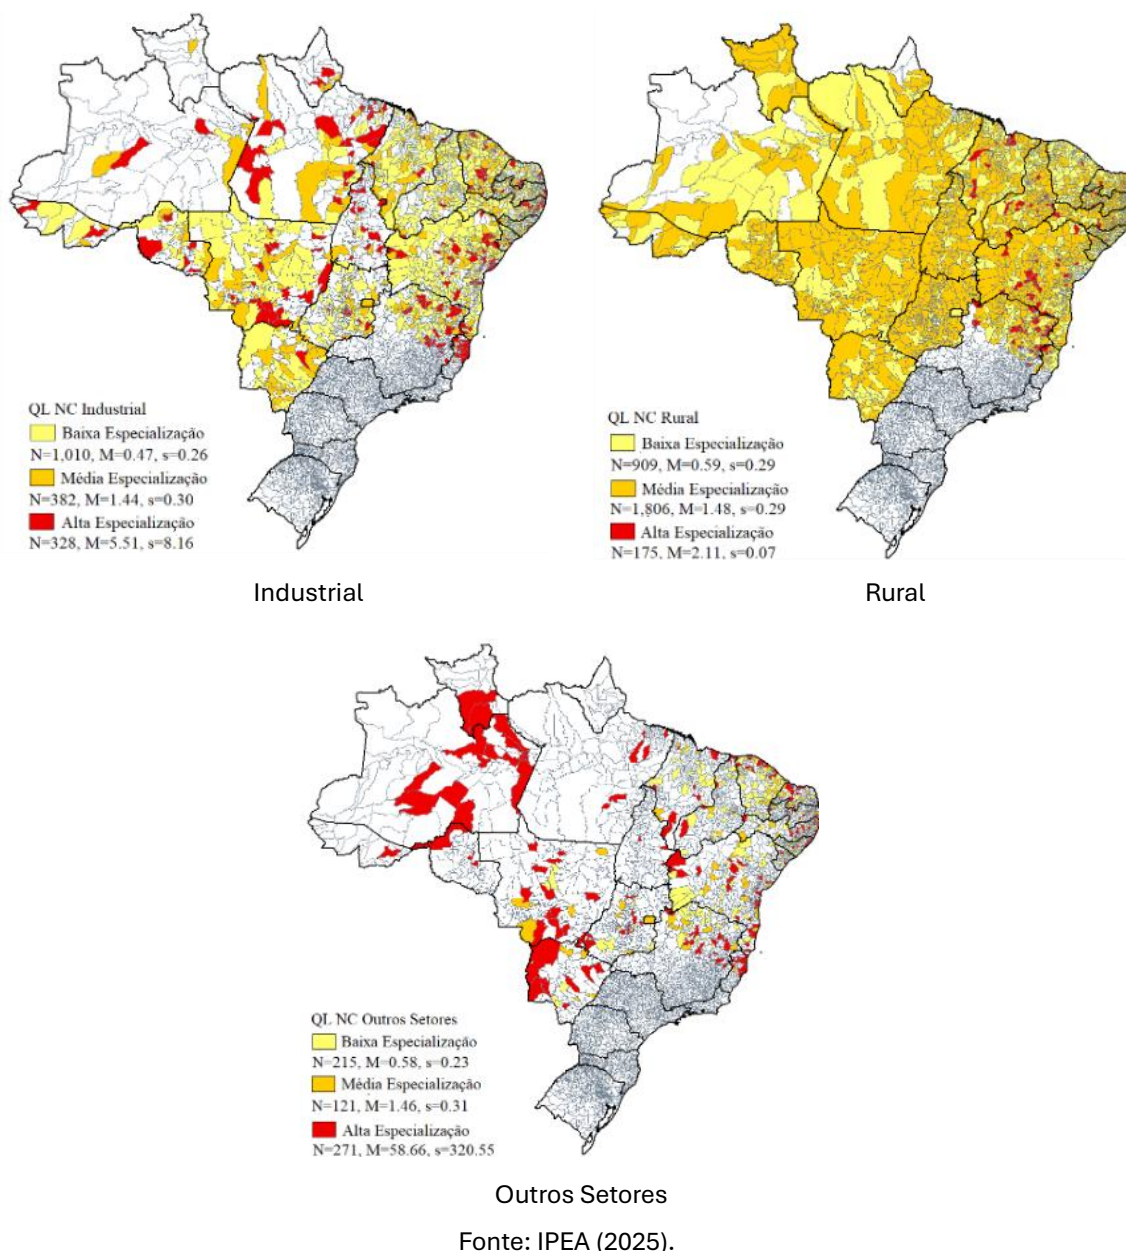 QL NC Industrial
Baixa Especialização
N=1,010, M=0.47, s=0.26
Média Especialização
N=382, M=1.44, s=0.30
Alta Especialização
N=328, M=5.51, s=8.16
Industrial
QL NC Rural
Baixa Especialização
N=909, M=0.59, s=0.29
Média Especialização
N=1,806, M=1.48, s=0.29
Alta Especialização
N=175, M=2.11, s=0.07
Rural
QL NC Outros Setores
Baixa Especialização
N=215, M=0.58, s=0.23
Média Especialização
N=121, M=1.46, s=0.31
Alta Especialização
N=271, M=58.66, s=320.55
Outros Setores
Fonte: IPEA (2025).